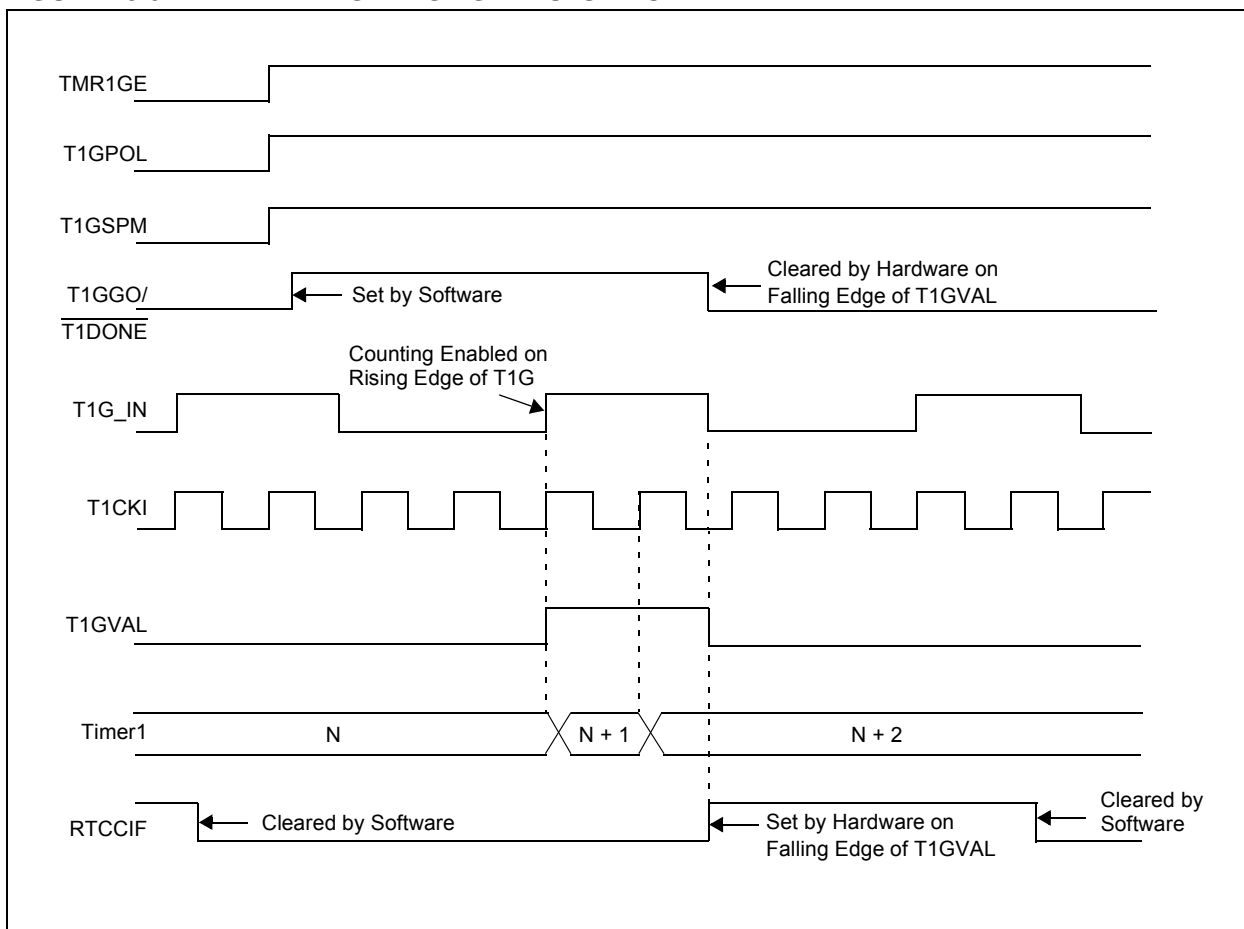 TMR1GE
T1GPOL
T1GSPM
T1GGO/
T1DONE
Set by Software
Cleared by Hardware on
Falling Edge of T1GVAL
Counting Enabled on
Rising Edge of T1G
T1G_IN
T1CKI
T1GVAL
Timer1
N
N + 1
N + 2
RTCCIF
Cleared by Software
Set by Hardware on
Falling Edge of T1GVAL
Cleared by
Software